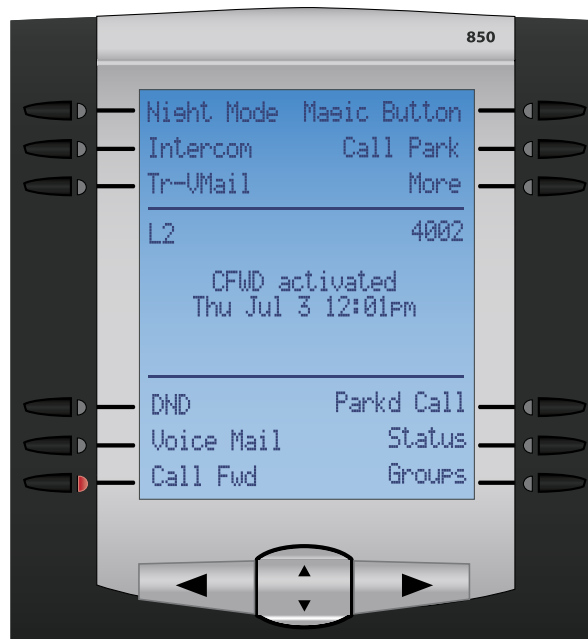 850
Night Mode Magic Button
Intercom Call Park
Tr-VMail More
L2 4002
CFWD activated
Thu Jul 3 12:01pm
DND Parkd Call
Voice Mail Status
Call Fwd Groups